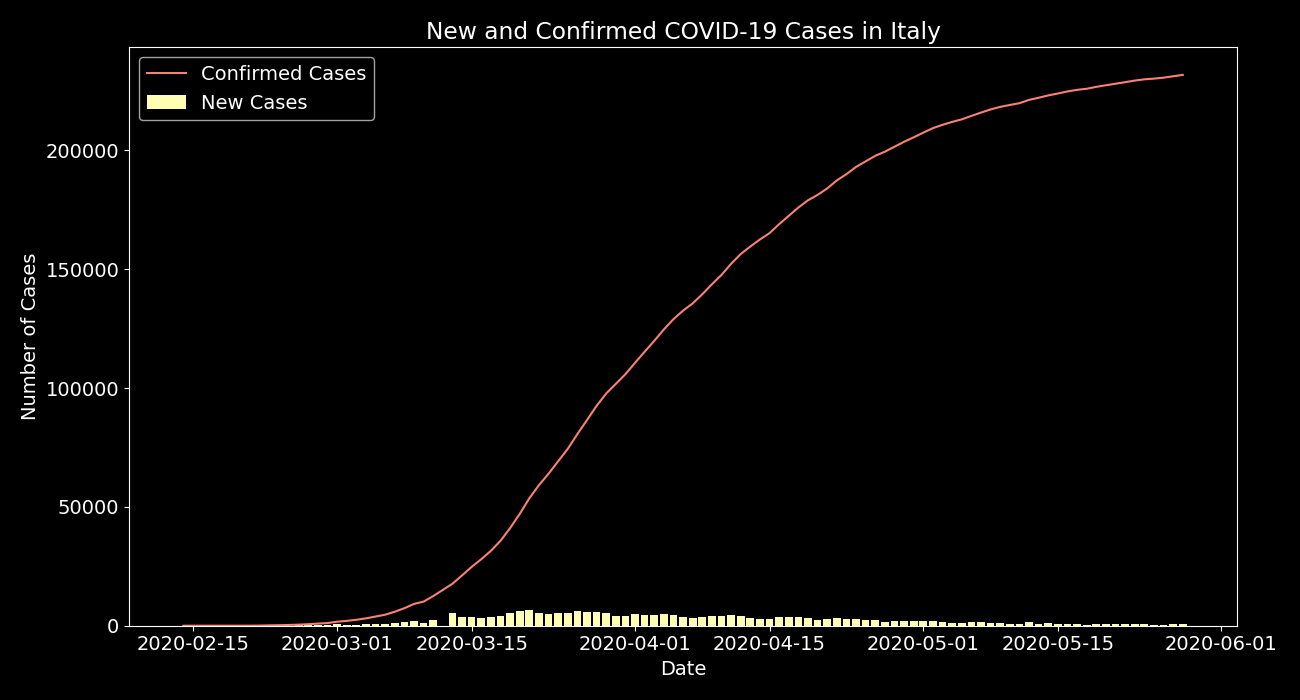 New and Confirmed COVID-19 Cases in Italy
Confirmed Cases
New Cases
Number of Cases
200000
150000
100000
50000
0
2020-02-15 2020-03-01 2020-03-15 2020-04-01 2020-04-15 2020-05-01 2020-05-15 2020-06-01
Date